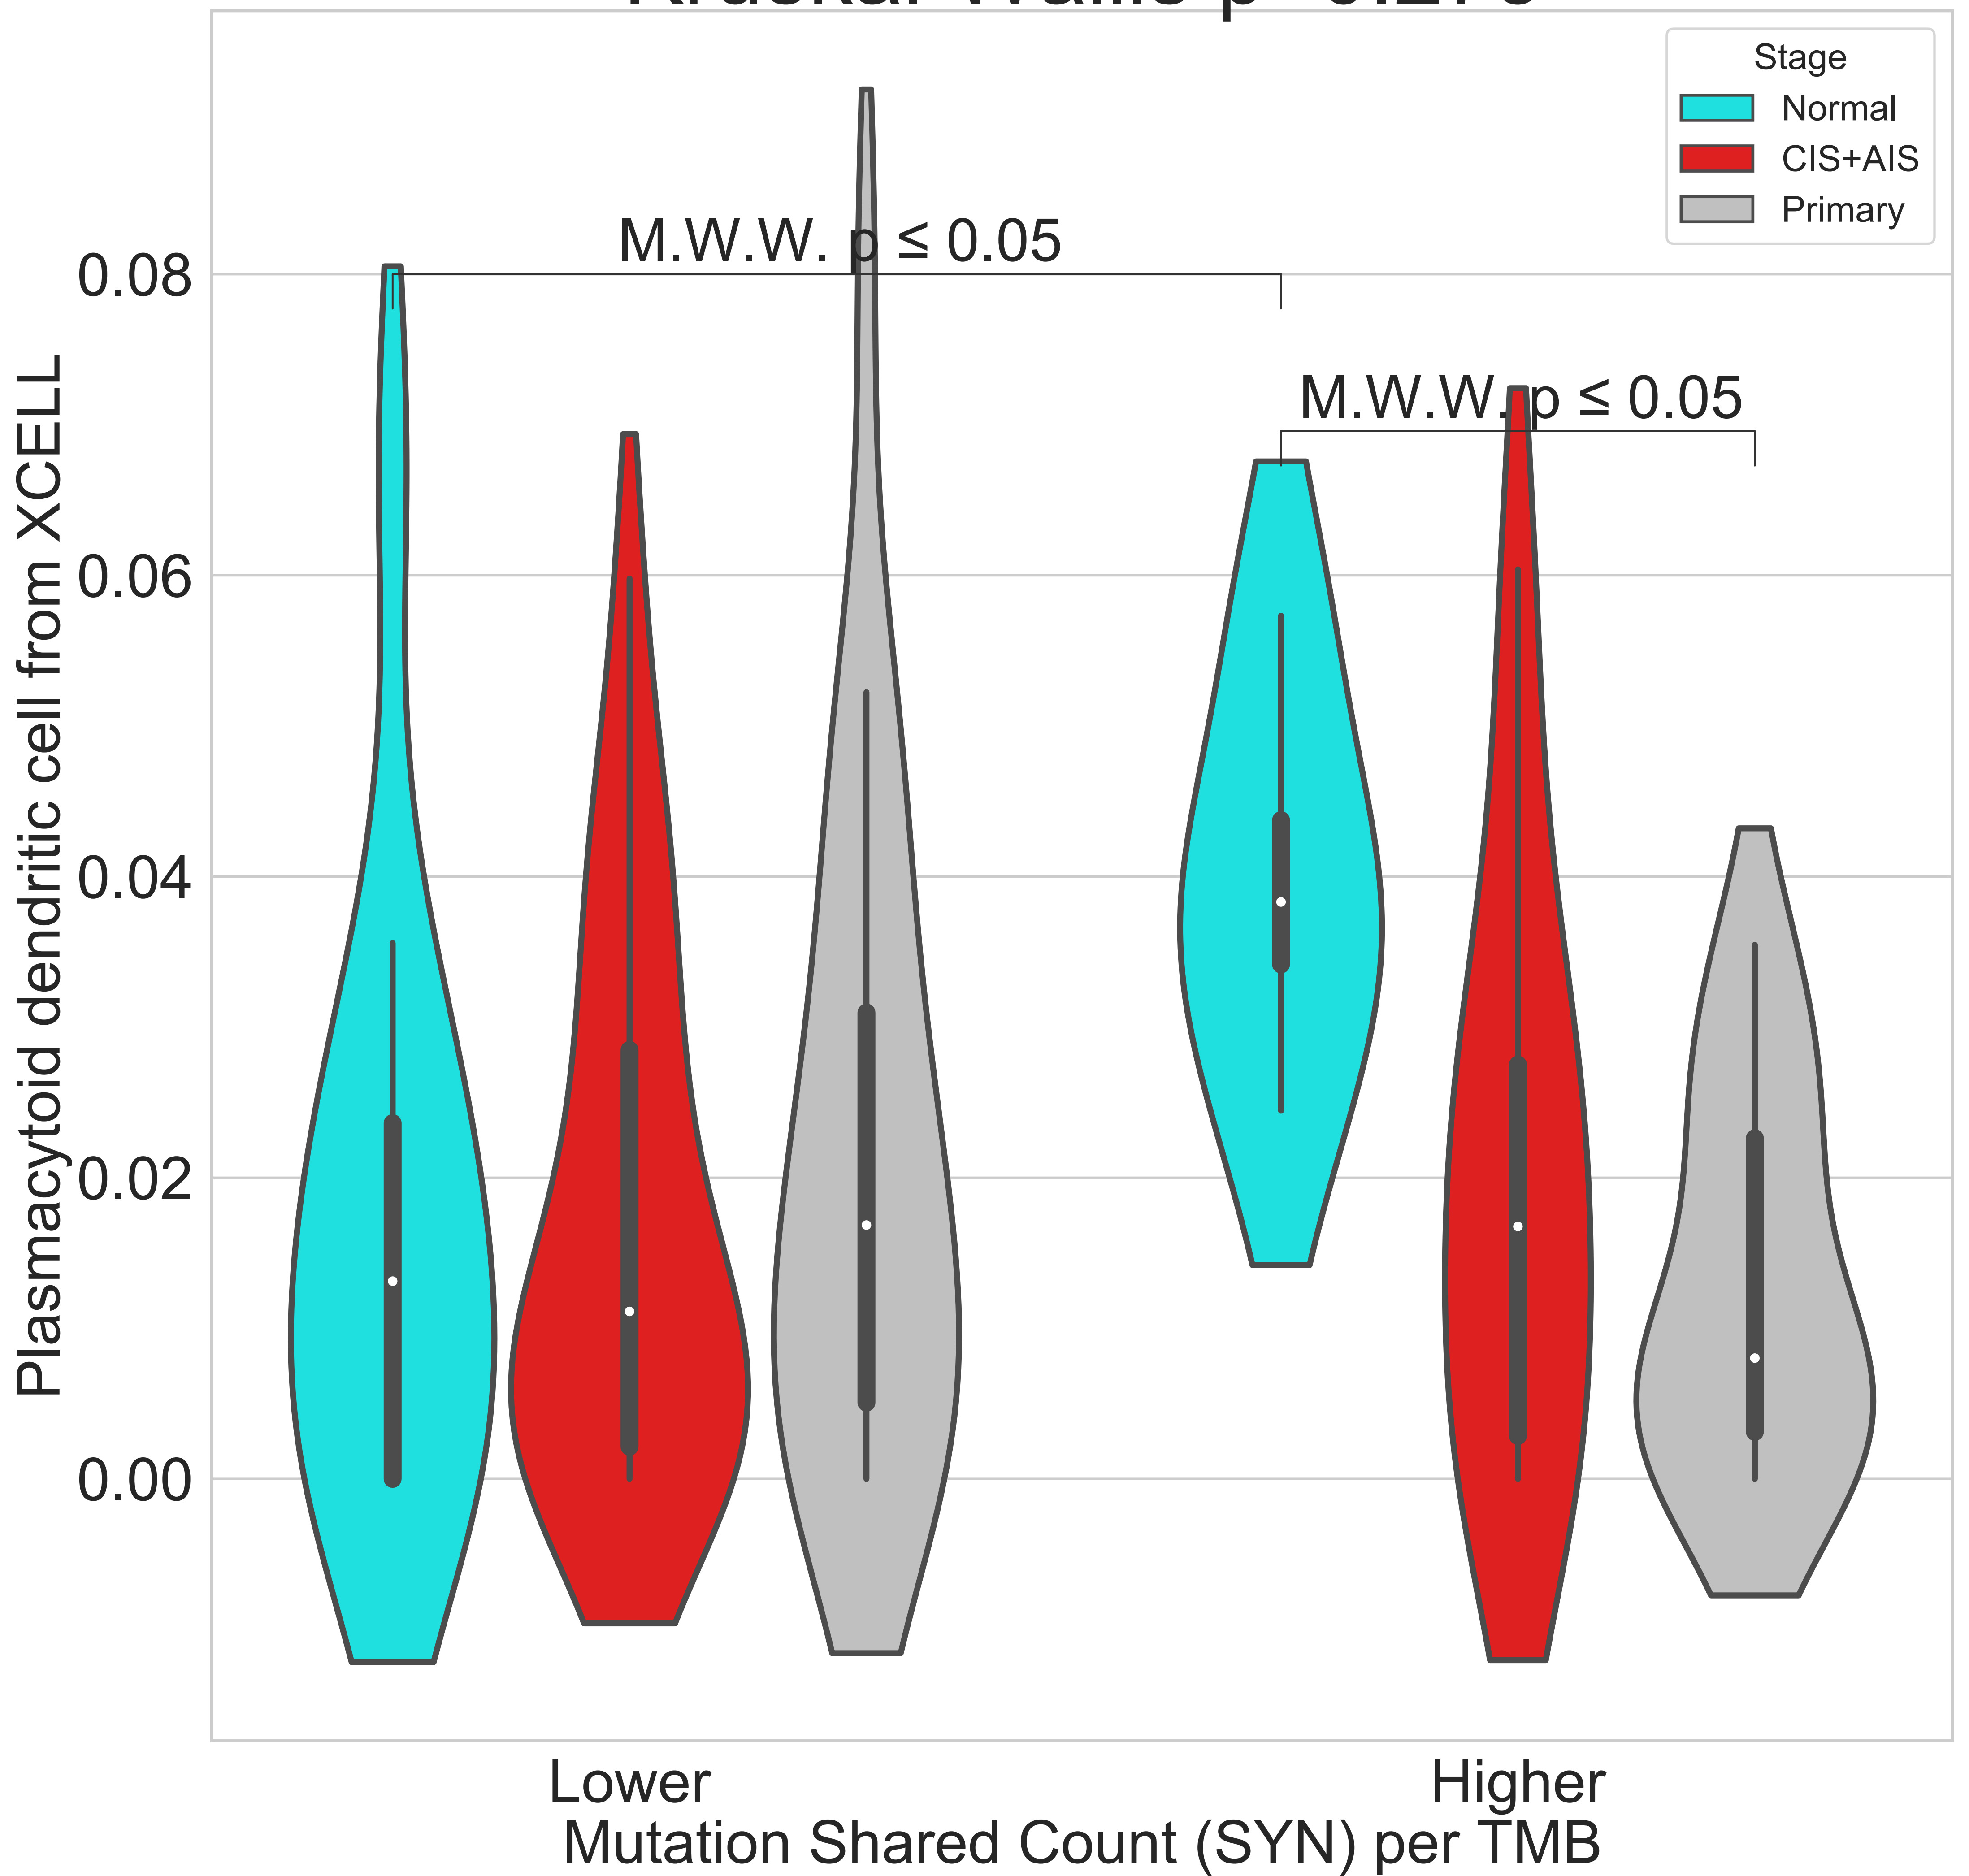 Stage
Normal
CIS+AIS
Primary
M.W.W. p ≤ 0.05
M.W.W. p ≤ 0.05
Plasmacytoid dendritic cell from XCELL
0.08
0.06
0.04
0.02
0.00
Lower
Higher
Mutation Shared Count (SYN) per TMB